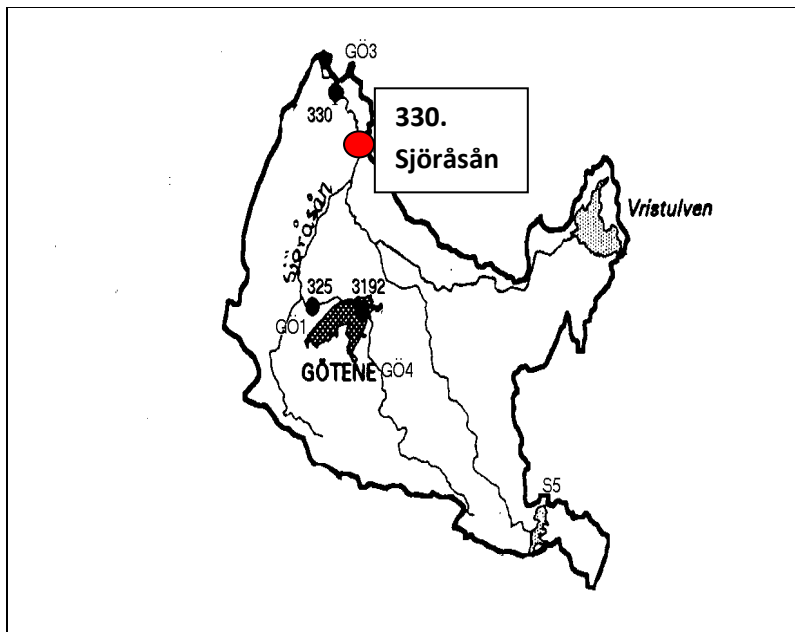 GÖ3
330
330.
Sjöråsån
Vristulven
Sjöråsån
325
3192
GÖ1
GÖTENE
GÖ4
S5